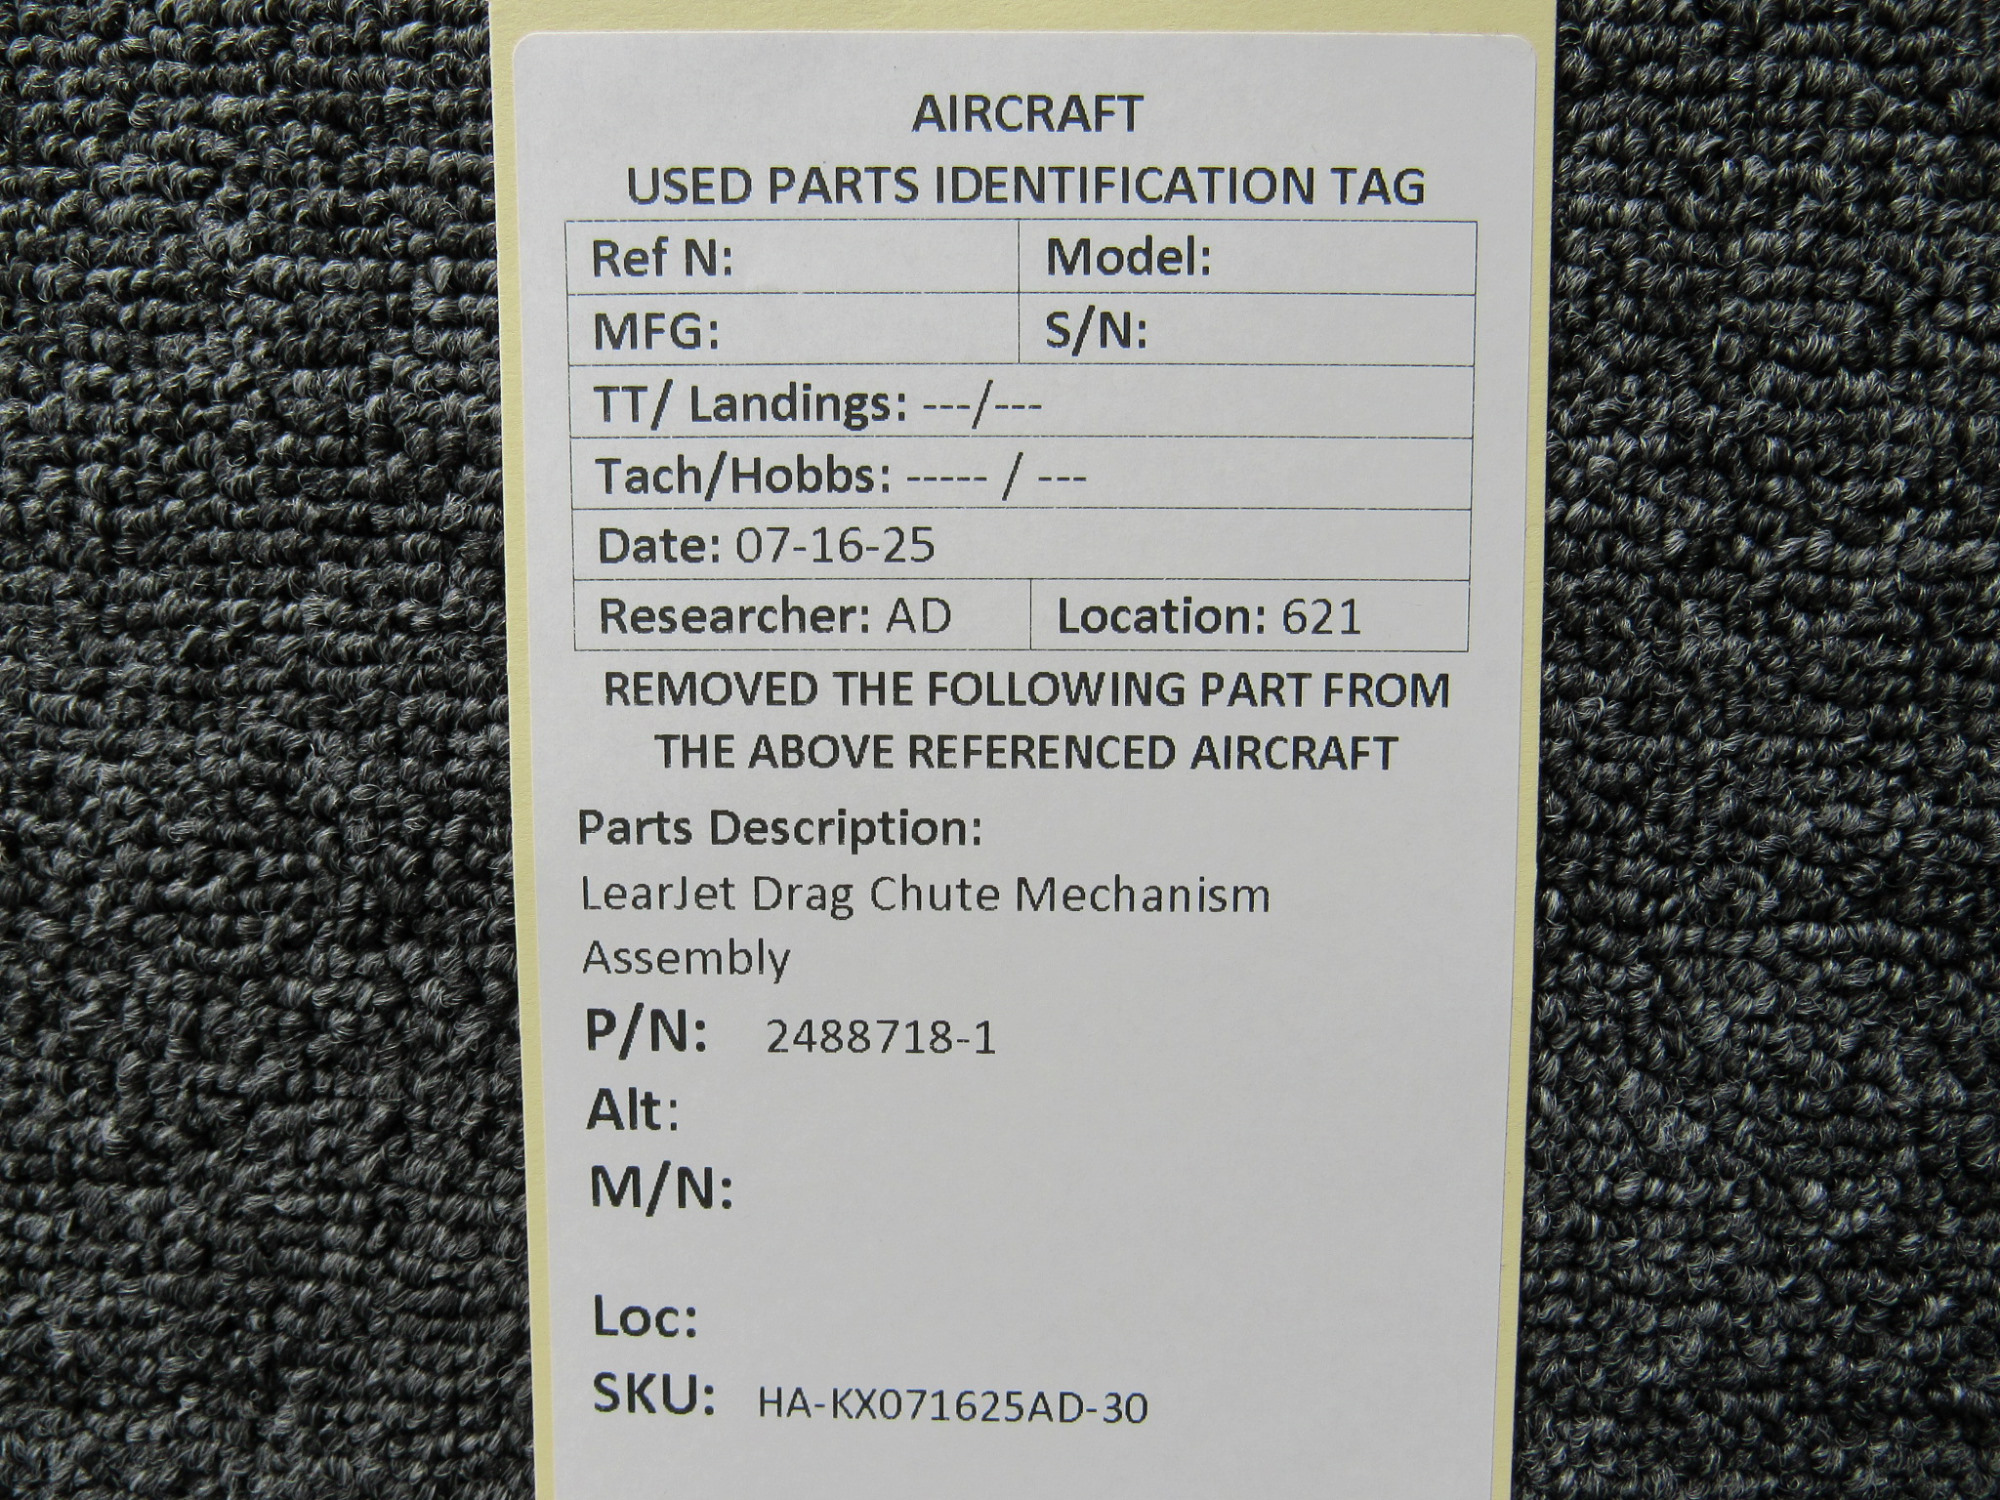 AIRCRAFT
USED PARTS IDENTIFICATION TAG
Ref N: Model:
MFG: S/N:
TT/ Landings: ---/---
Tach/Hobbs: ----- / ---
Date: 07-16-25
Researcher: AD Location: 621
REMOVED THE FOLLOWING PART FROM
THE ABOVE REFERENCED AIRCRAFT
Parts Description:
LearJet Drag Chute Mechanism
Assembly
P/N: 2488718-1
Alt:
M/N:
Loc:
SKU: HA-KX071625AD-30